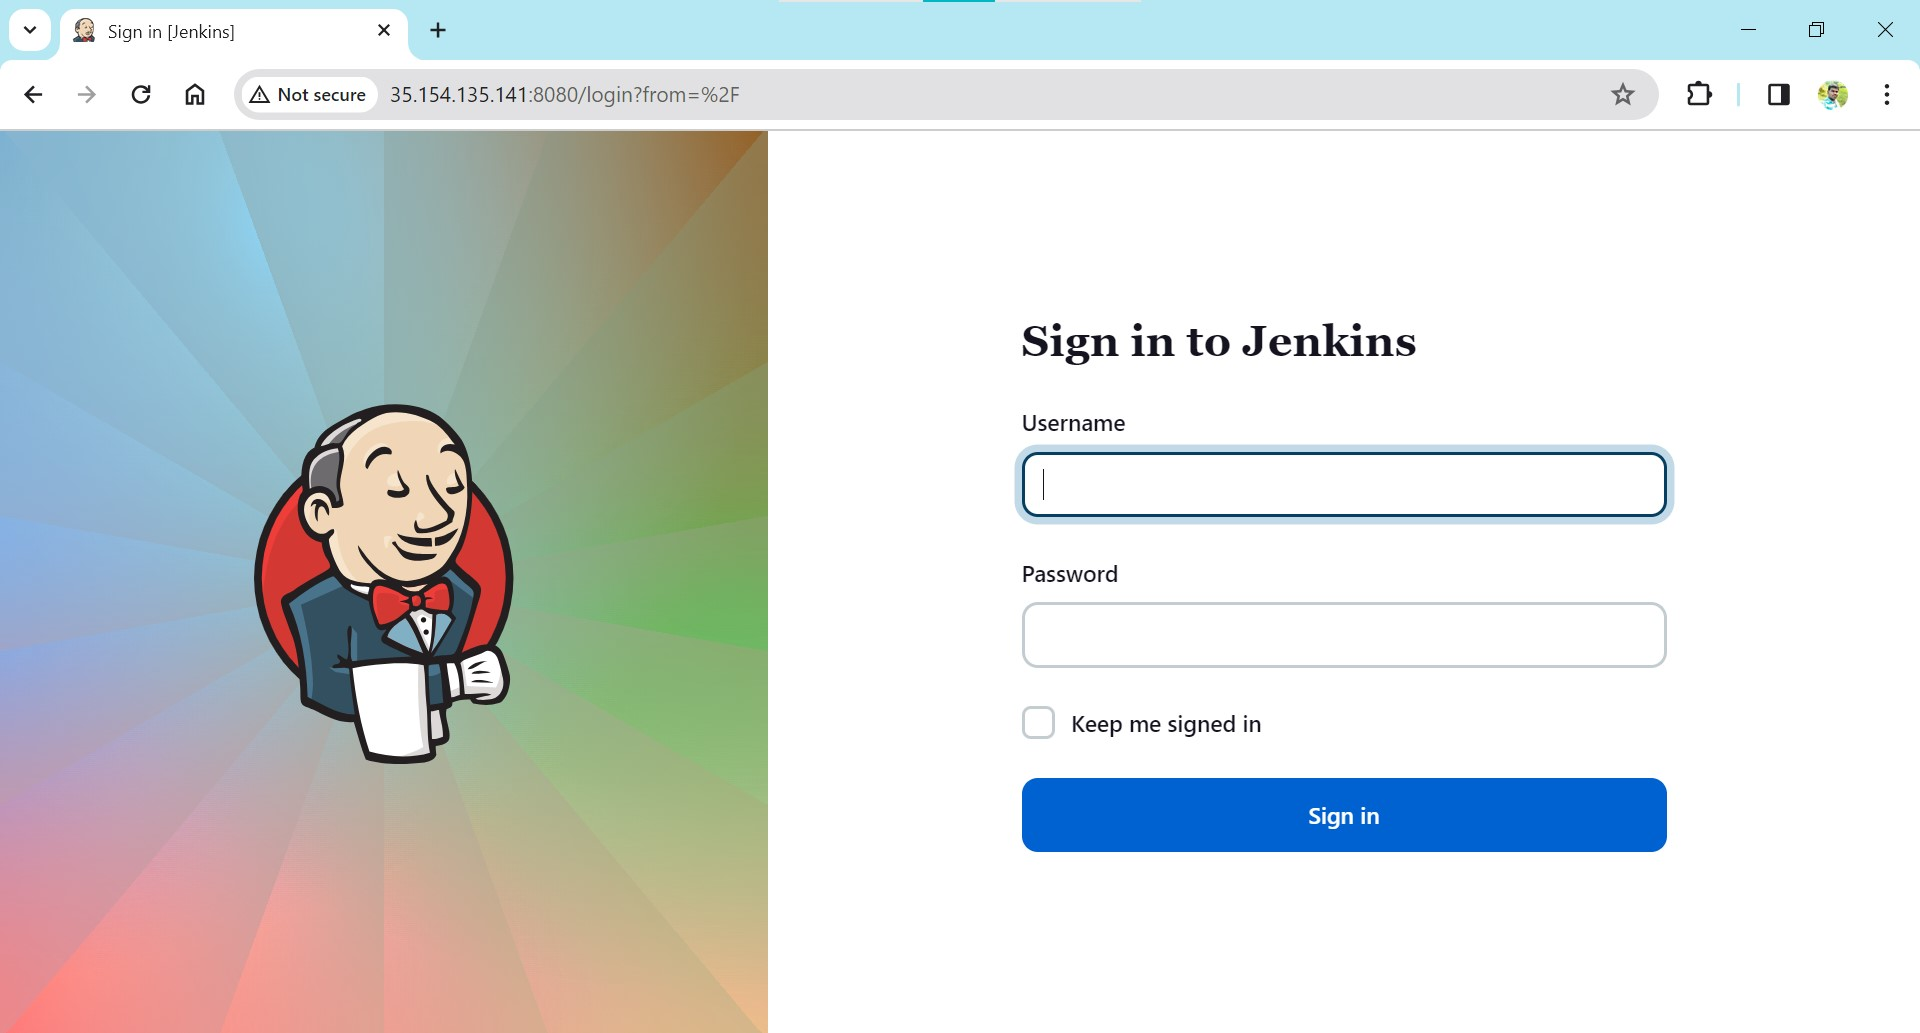 Sign in [Jenkins]
Not secure
35.154.135.141:8080/login?from=%2F
Sign in to Jenkins
Username
Password
Keep me signed in
Sign in